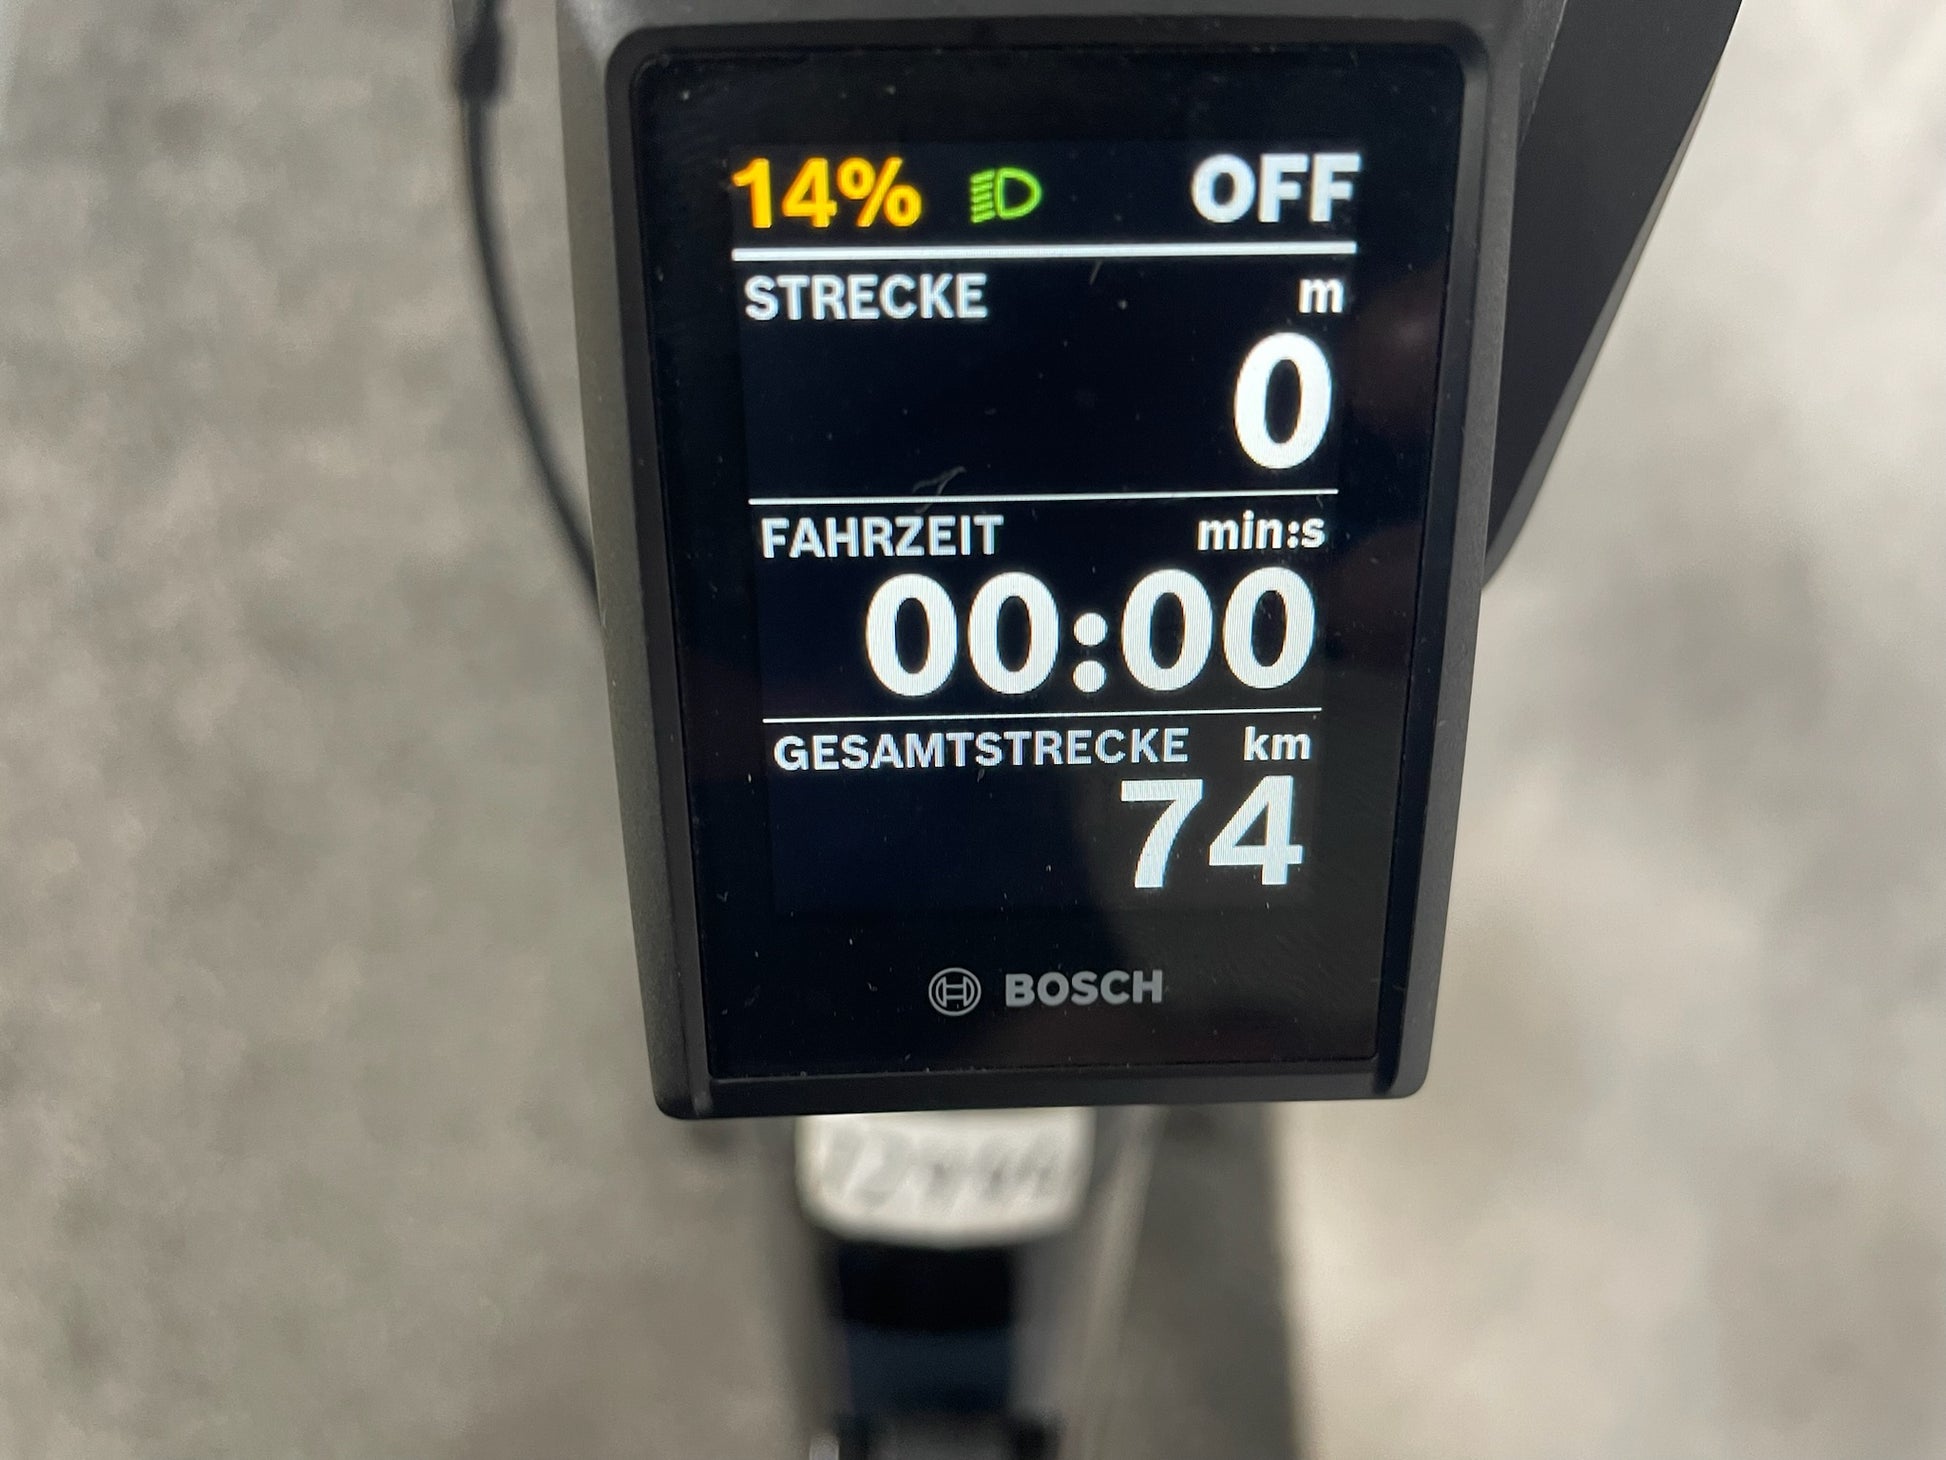 14% OFF
STRECKE m
0
FAHRZEIT min:s
00:00
GESAMTSTRECKE km
74
BOSCH